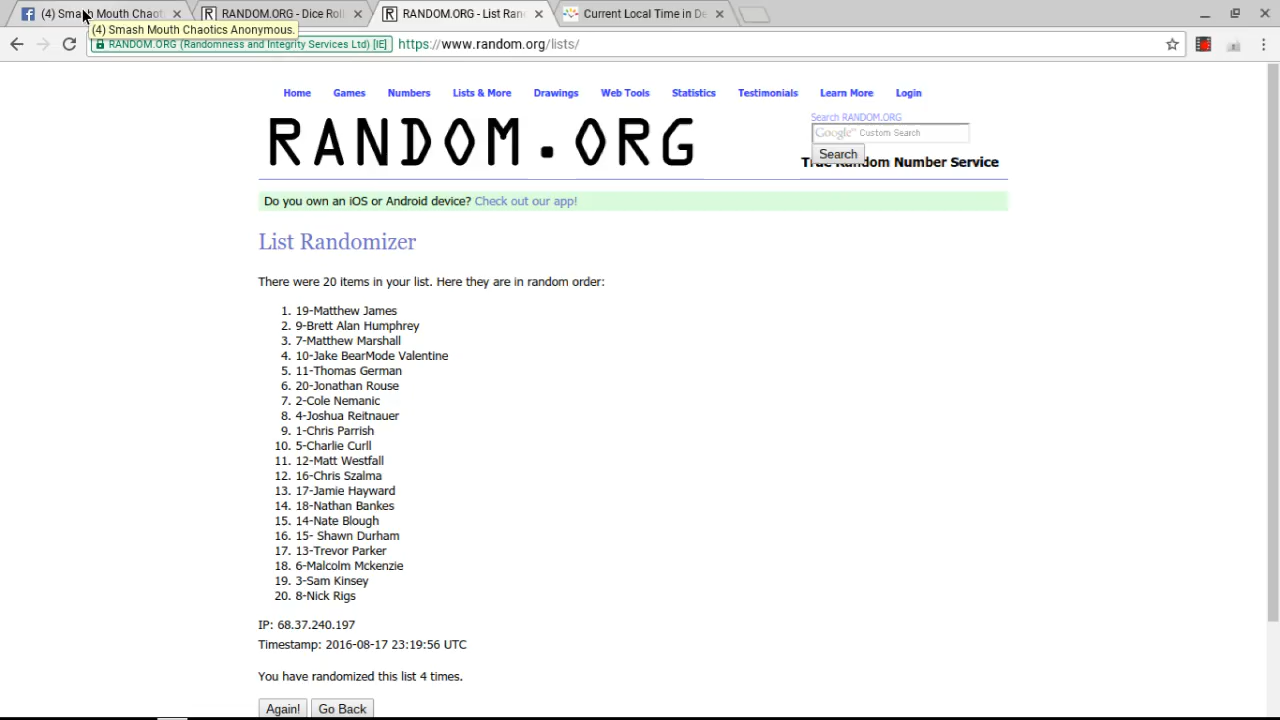 (4) Smash Mouth Chaot
RANDOM.ORG - Dice Roll
RANDOM.ORG - List Ran
Current Local Time in De
(4) Smash Mouth Chaotics Anonymous.
RANDOM.ORG (Randomness and Integrity Services Ltd) [IE]
https://www.random.org/lists/
Home Games Numbers Lists & More Drawings Web Tools Statistics Testimonials Learn More Login
RANDOM.ORG
Search RANDOM.ORG
Google™ Custom Search
Search
True Random Number Service
Do you own an iOS or Android device? Check out our app!
List Randomizer
There were 20 items in your list. Here they are in random order:
1. 19-Matthew James
2. 9-Brett Alan Humphrey
3. 7-Matthew Marshall
4. 10-Jake BearMode Valentine
5. 11-Thomas German
6. 20-Jonathan Rouse
7. 2-Cole Nemanic
8. 4-Joshua Reitnauer
9. 1-Chris Parrish
10. 5-Charlie Curll
11. 12-Matt Westfall
12. 16-Chris Szalma
13. 17-Jamie Hayward
14. 18-Nathan Bankes
15. 14-Nate Blough
16. 15- Shawn Durham
17. 13-Trevor Parker
18. 6-Malcolm Mckenzie
19. 3-Sam Kinsey
20. 8-Nick Rigs
IP: 68.37.240.197
Timestamp: 2016-08-17 23:19:56 UTC
You have randomized this list 4 times.
Again! Go Back